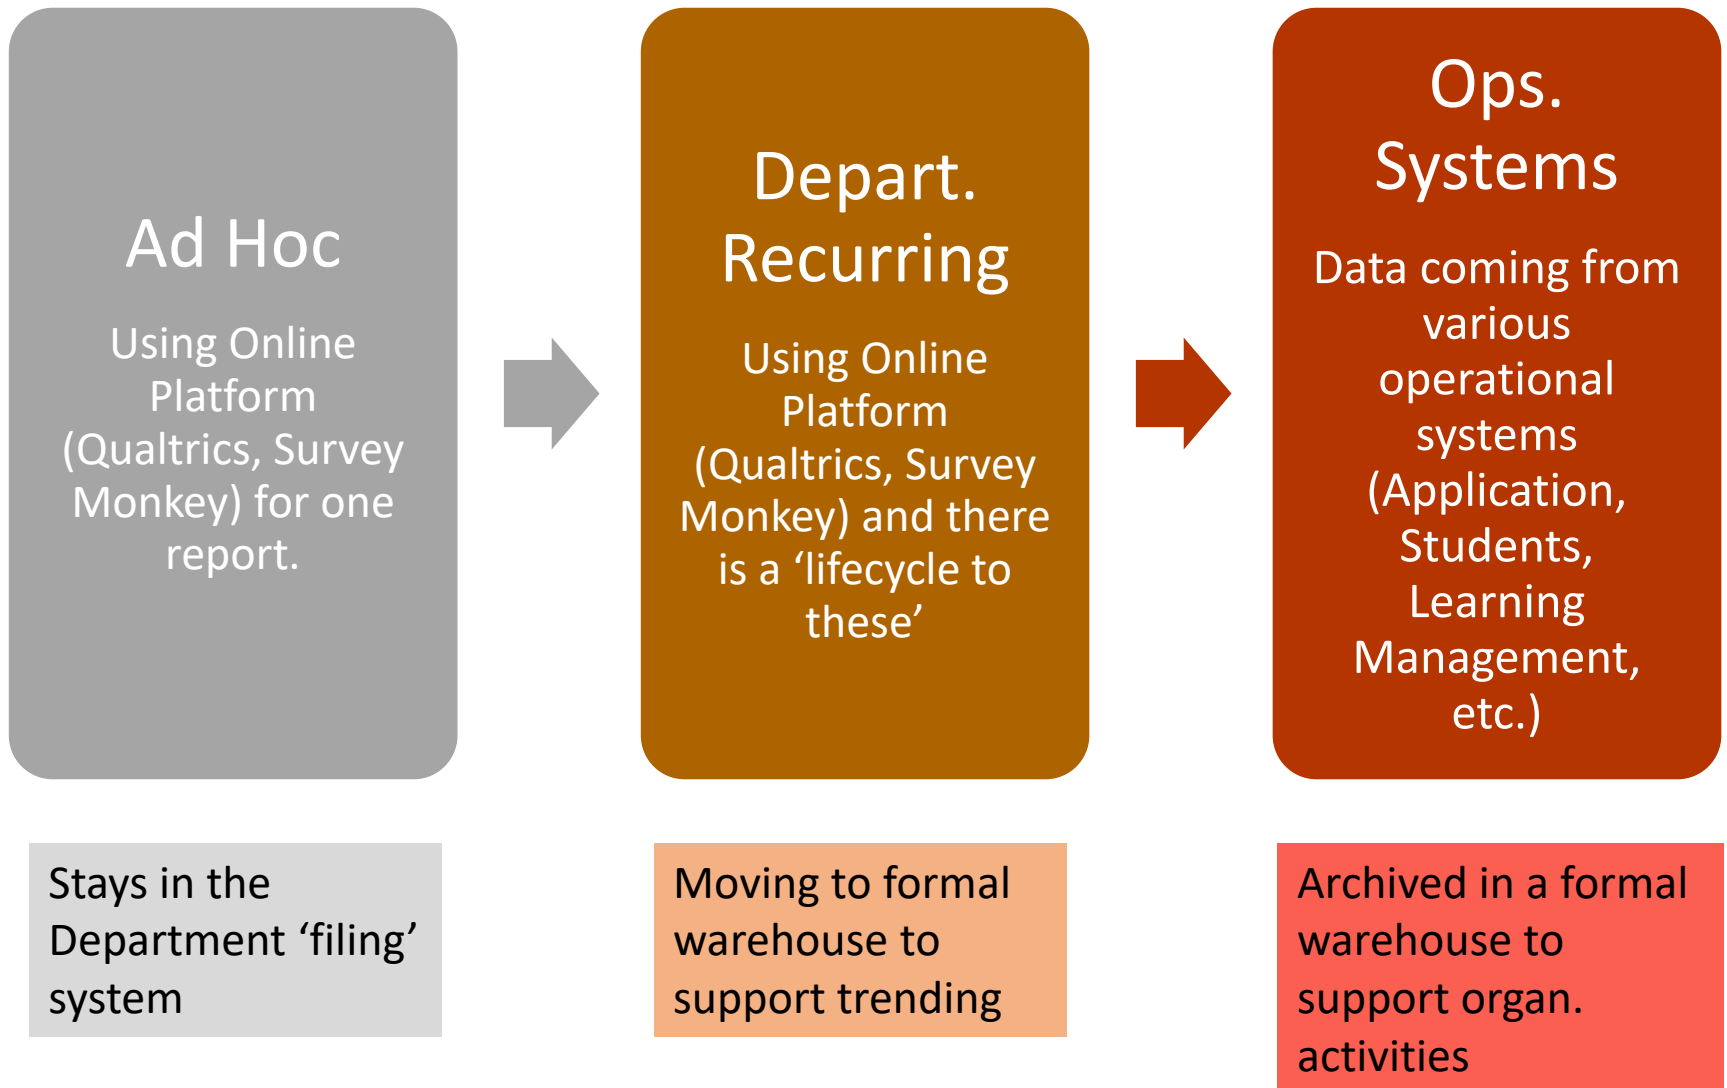 Ad Hoc
Using Online
Platform
(Qualtrics, Survey
Monkey) for one
report.
Depart.
Recurring
Using Online
Platform
(Qualtrics, Survey
Monkey) and there
is a ‘lifecycle to
these’
Ops.
Systems
Data coming from
various
operational
systems
(Application,
Students,
Learning
Management,
etc.)
Stays in the
Department ‘filing’
system
Moving to formal
warehouse to
support trending
Archived in a formal
warehouse to
support organ.
activities